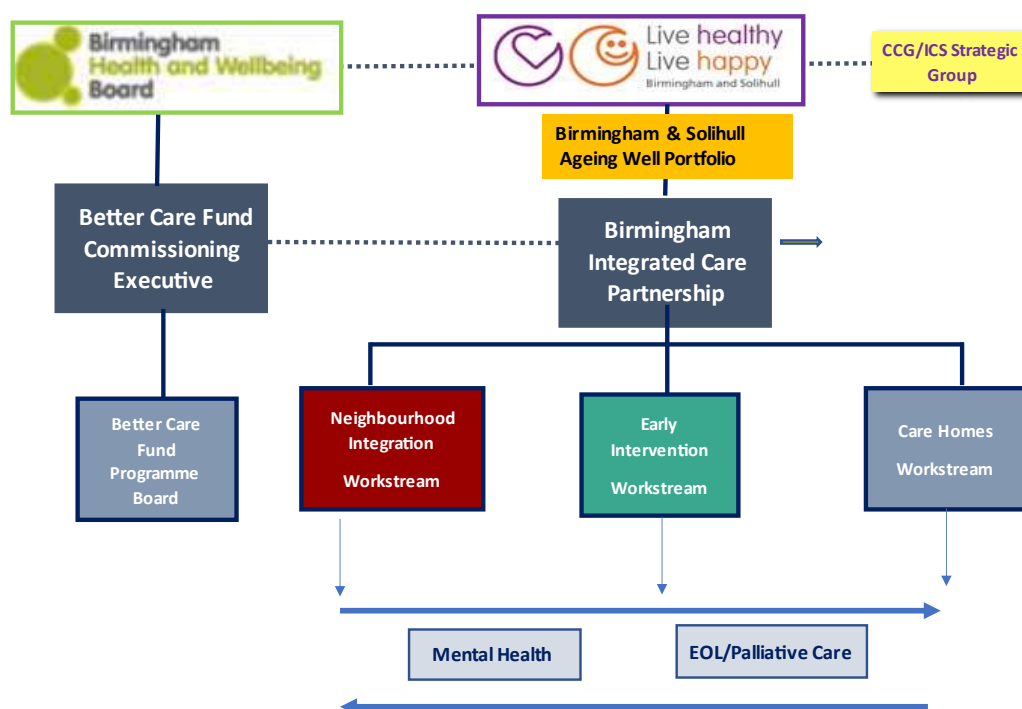 Birmingham
Health and Wellbeing
Board
Live healthy
Live happy
Birmingham and Solihull
CCG/ICS Strategic
Group
Birmingham & Solihull
Ageing Well Portfolio
Better Care Fund
Commissioning
Executive
Birmingham
Integrated Care
Partnership
Better Care
Fund
Programme
Board
Neighbourhood
Integration
Workstream
Early
Intervention
Workstream
Care Homes
Workstream
Mental Health
EOL/Palliative Care